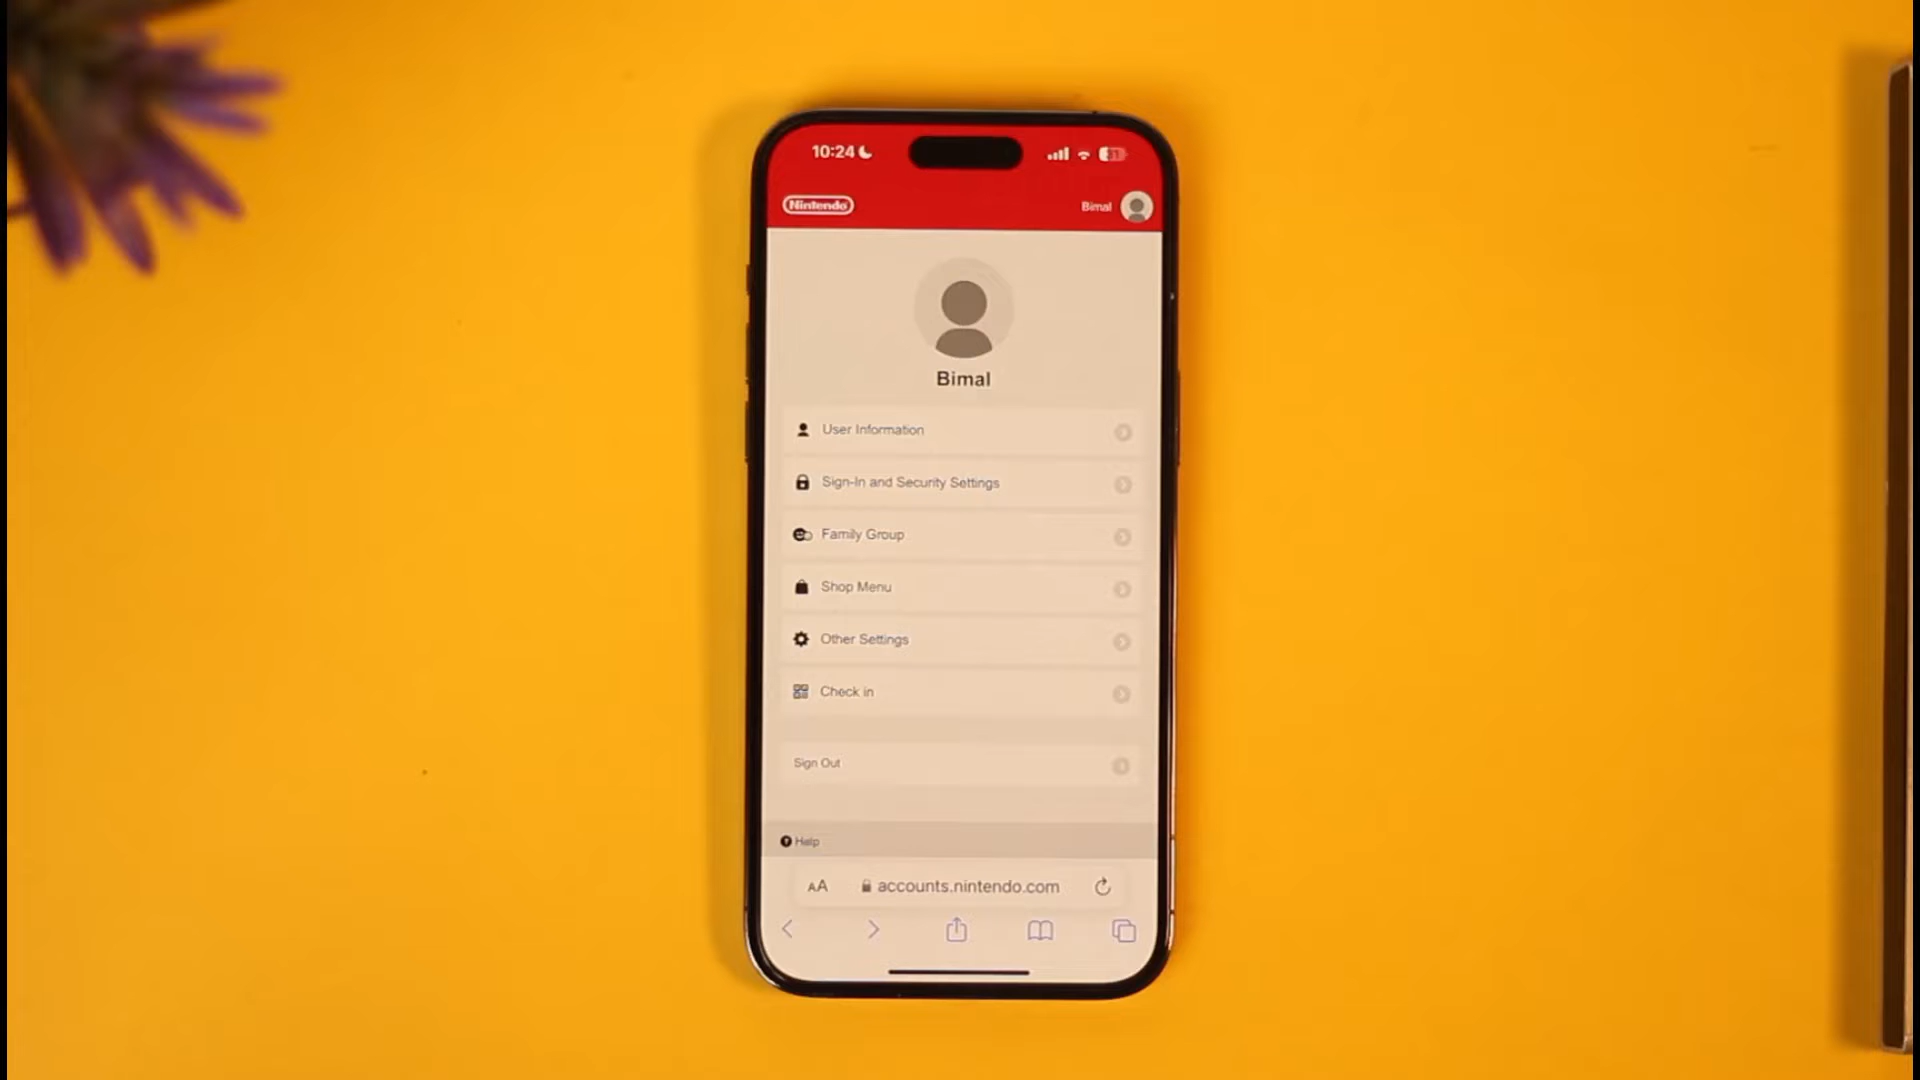 10:24
31
Nintendo
Bimal
Bimal
User Information
Sign-In and Security Settings
Family Group
Shop Menu
Other Settings
Check in
Sign Out
Help
AA
accounts.nintendo.com